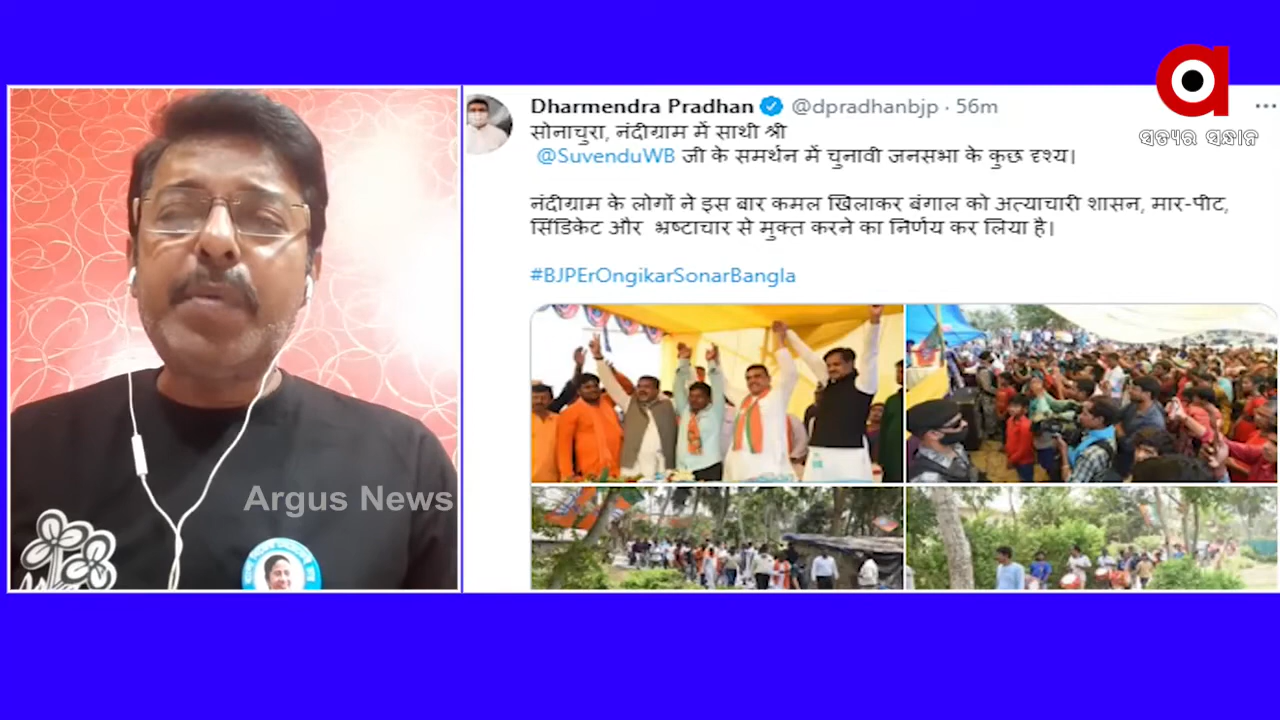 Dharmendra Pradhan @dpradhanbjp · 56m
सोनाचुरा, नंदीग्राम में साथी श्री
@SuvenduWB जी के समर्थन में चुनावी जनसभा के कुछ दृश्य।
नंदीग्राम के लोगों ने इस बार कमल खिलाकर बंगाल को अत्याचारी शासन, मार-पीट,
सिंडिकेट और भ्रष्टाचार से मुक्त करने का निर्णय कर लिया है।
#BJPErOngikarSonarBangla
ସତ୍ୟର ସନ୍ଧାନ
Argus News